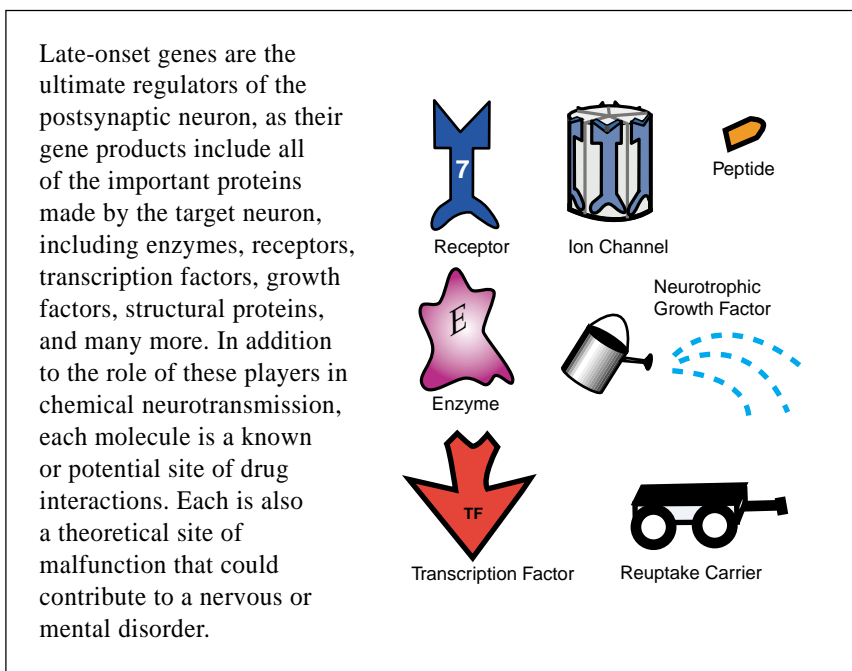 Late-onset genes are the
ultimate regulators of the
postsynaptic neuron, as their
gene products include all
of the important proteins
made by the target neuron,
including enzymes, receptors,
transcription factors, growth
factors, structural proteins,
and many more. In addition
to the role of these players in
chemical neurotransmission,
each molecule is a known
or potential site of drug
interactions. Each is also
a theoretical site of
malfunction that could
contribute to a nervous or
mental disorder.
7
Receptor
Ion Channel
Peptide
E
Enzyme
Neurotrophic
Growth Factor
TF
Transcription Factor
Reuptake Carrier